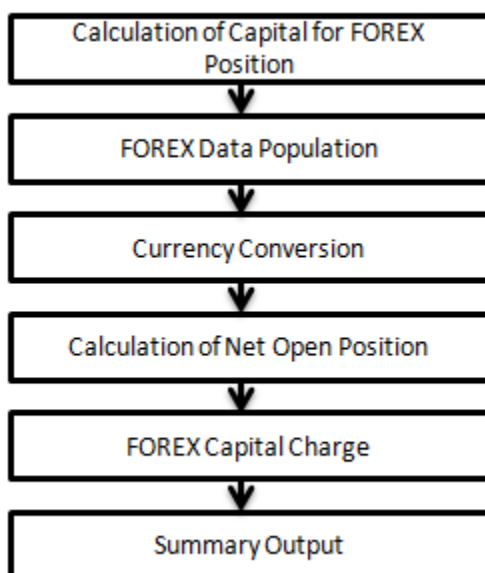 Calculation of Capital for FOREX
Position
FOREX Data Population
Currency Conversion
Calculation of Net Open Position
FOREX Capital Charge
Summary Output